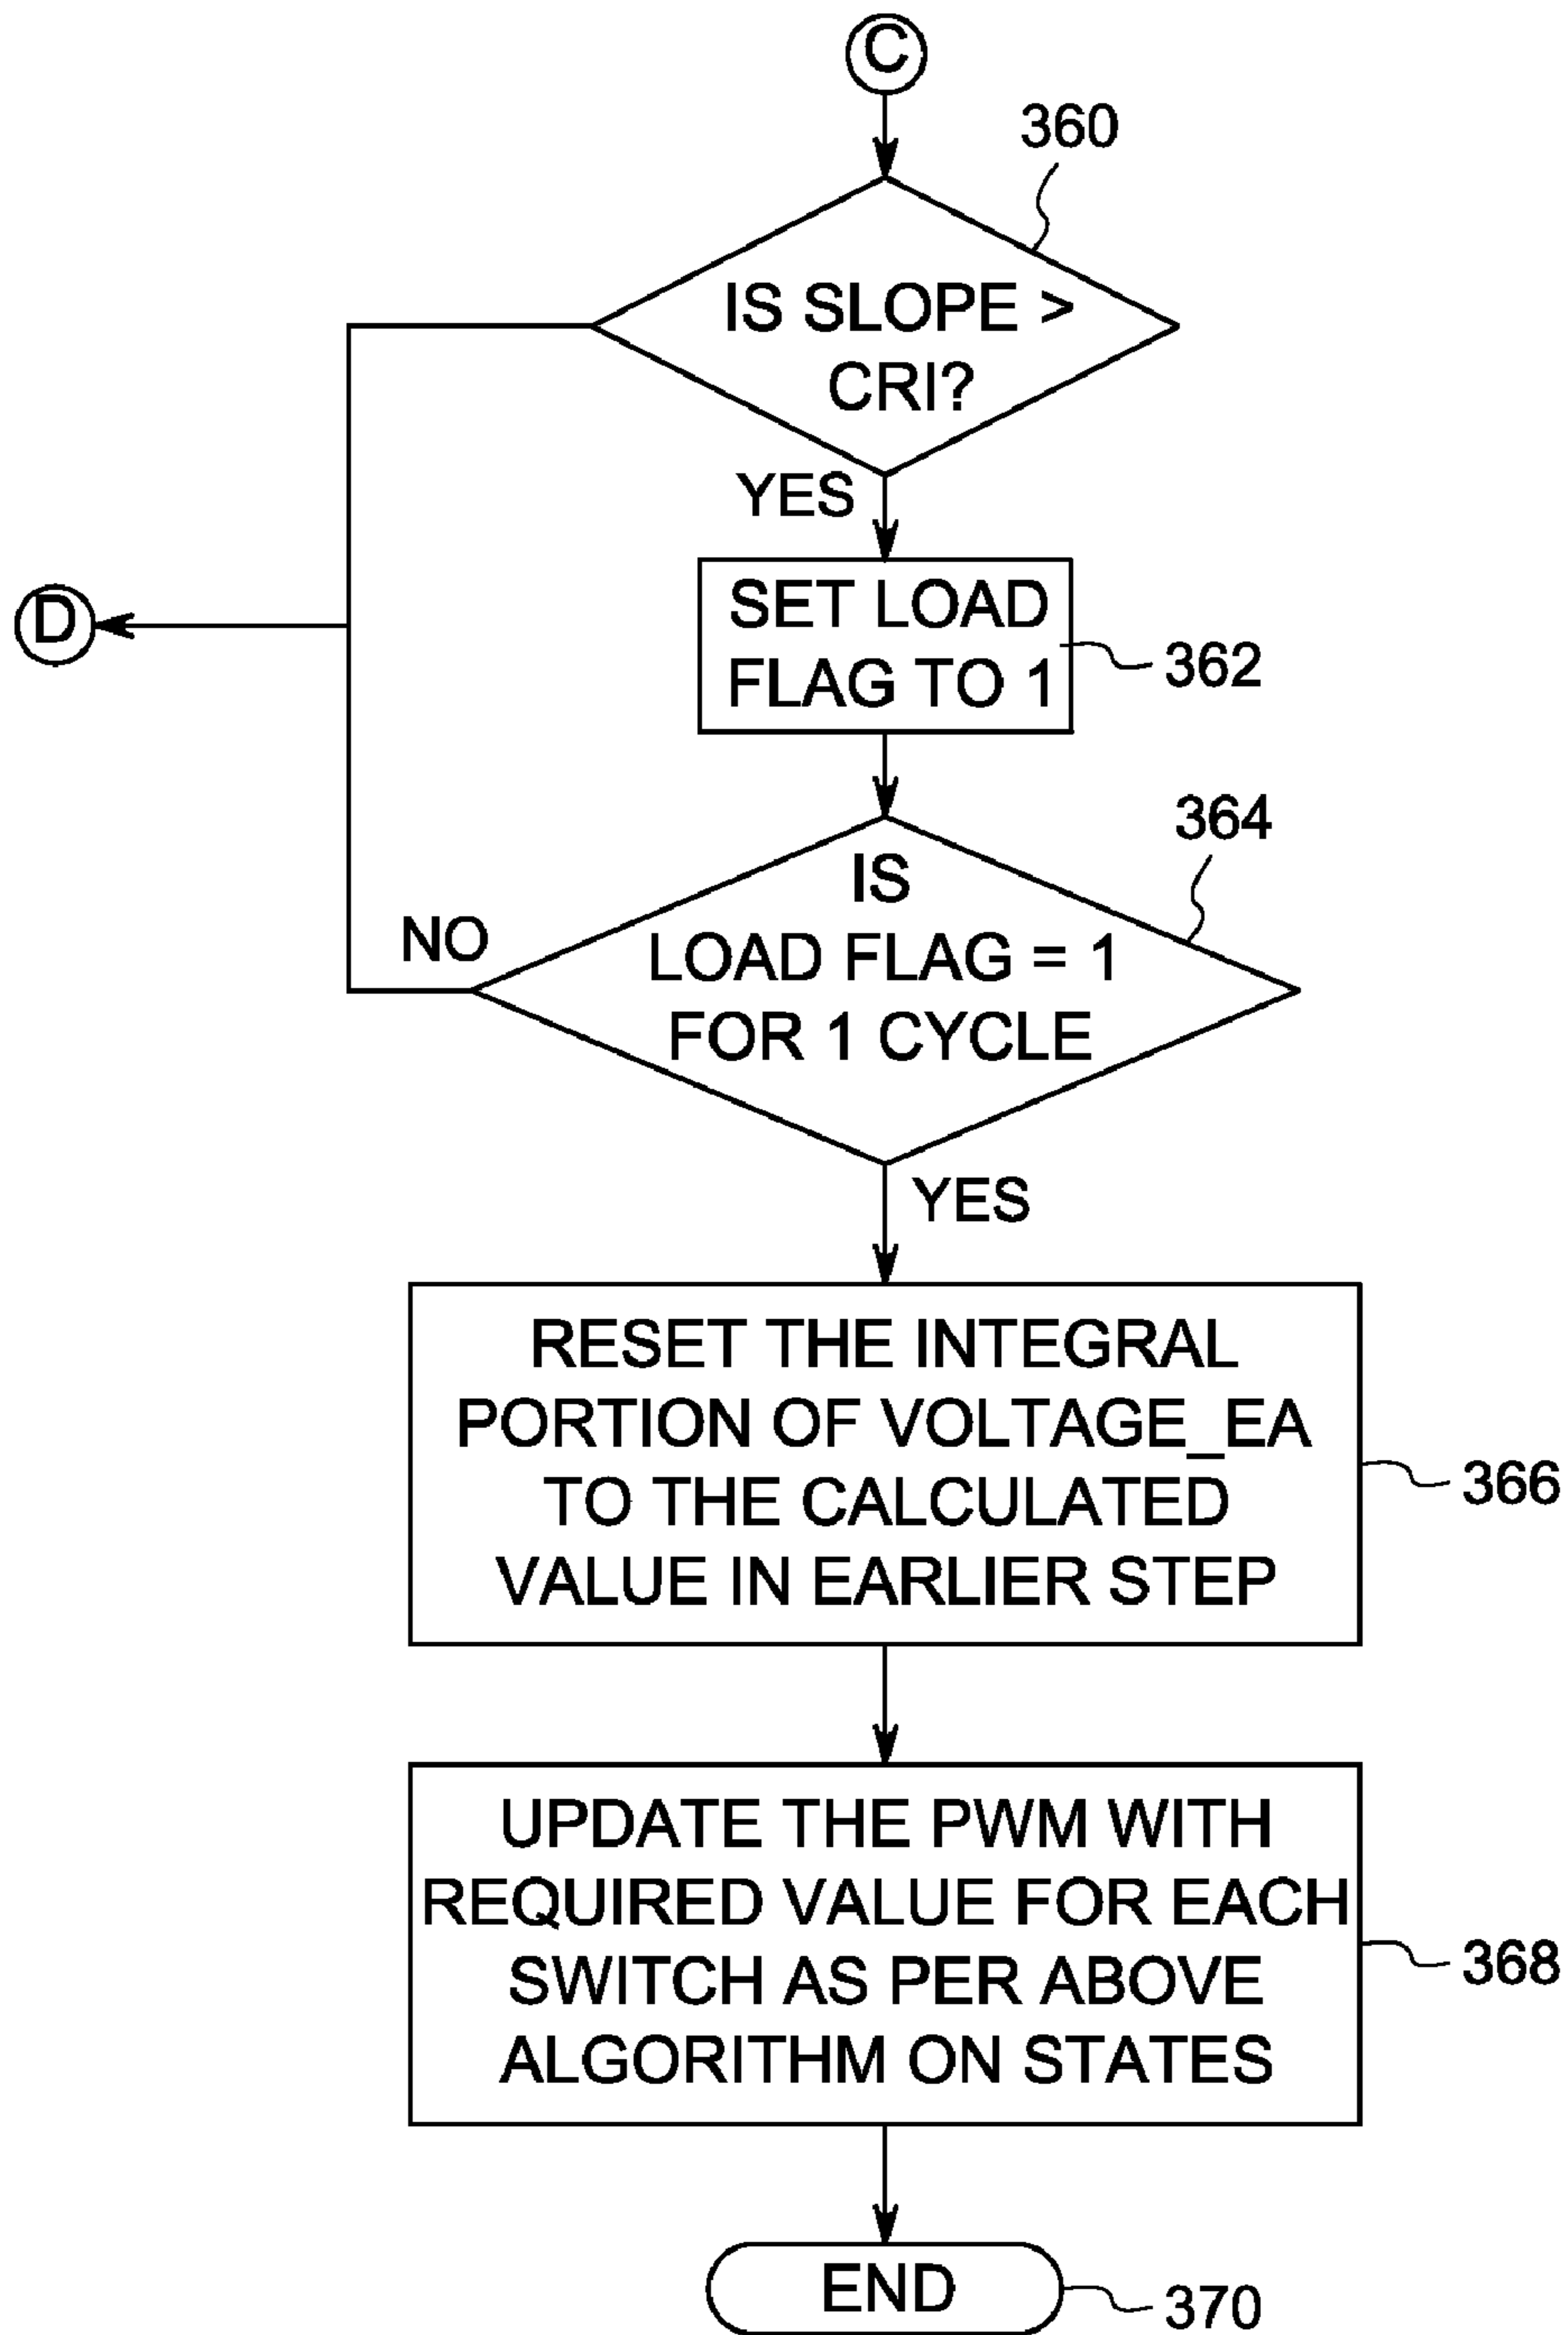 C
360
IS SLOPE >
CRI?
YES
SET LOAD
FLAG TO 1
362
D
364
IS
LOAD FLAG = 1
FOR 1 CYCLE
NO
YES
RESET THE INTEGRAL
PORTION OF VOLTAGE_EA
TO THE CALCULATED
VALUE IN EARLIER STEP
366
UPDATE THE PWM WITH
REQUIRED VALUE FOR EACH
SWITCH AS PER ABOVE
ALGORITHM ON STATES
368
END
370